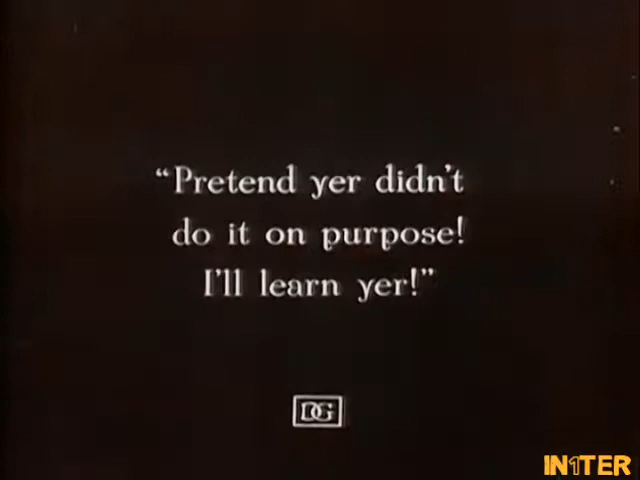 “Pretend yer didn't
do it on purpose!
I'll learn yer!”
DG
IN1TER